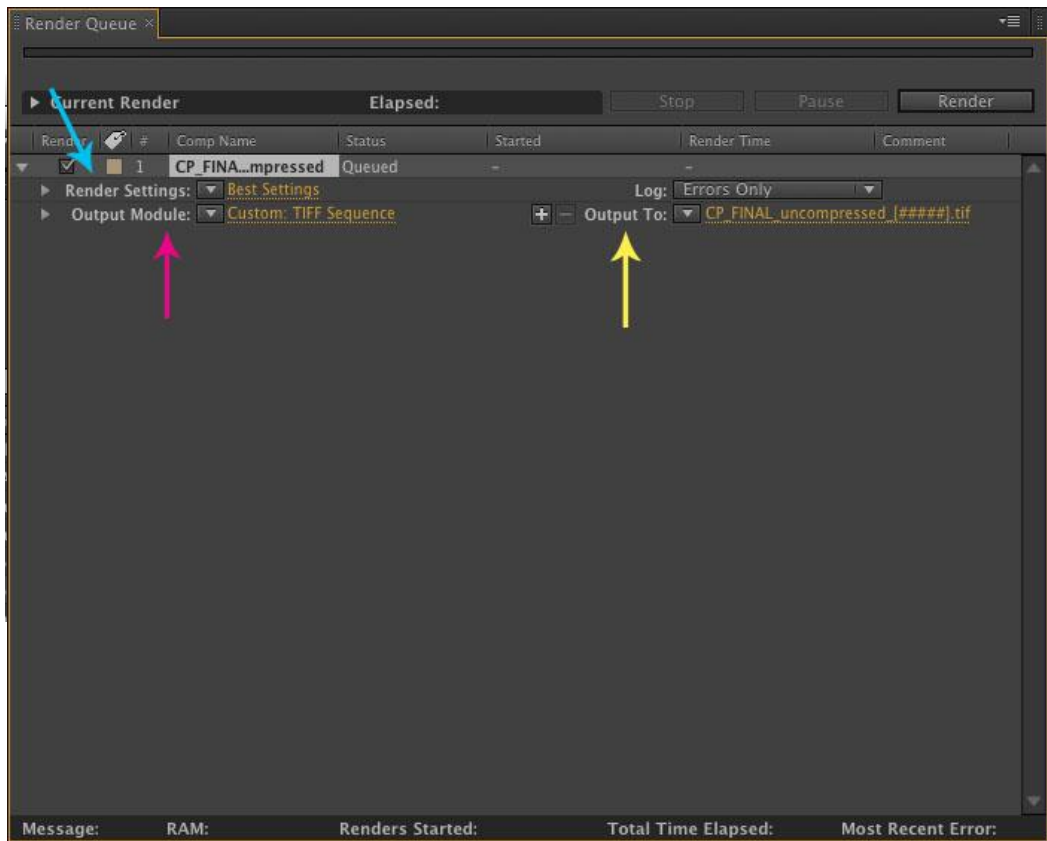 Render Queue ×
Current Render Elapsed: Stop Pause Render
Render # Comp Name Status Started Render Time Comment
1 CP_FINA...mpressed Queued - -
Render Settings: Best Settings Log: Errors Only
Output Module: Custom: TIFF Sequence + - Output To: CP_FINAL_uncompressed_[#####].tif
Message: RAM: Renders Started: Total Time Elapsed: Most Recent Error: